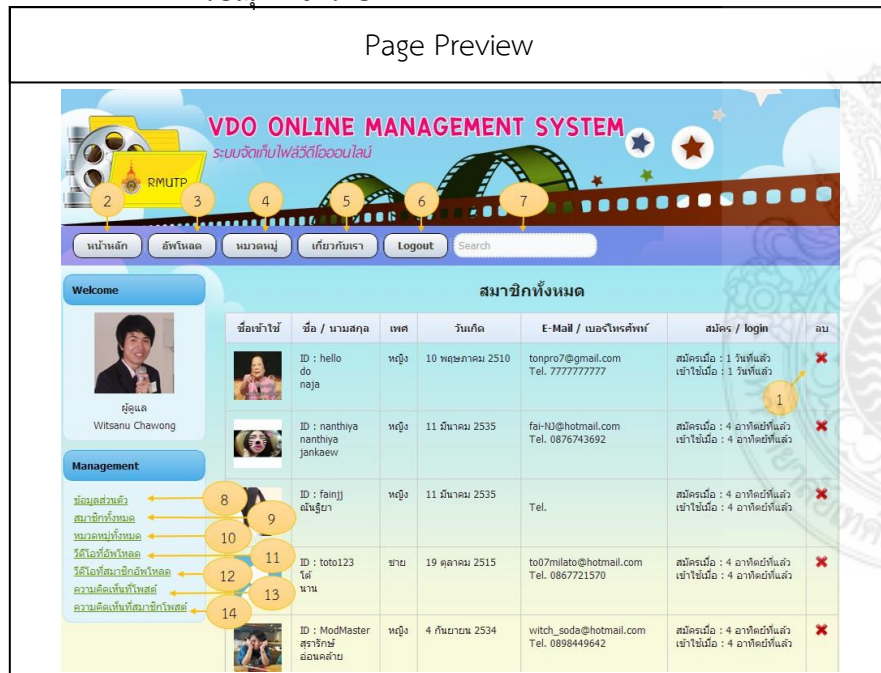 Page Preview
VDO ONLINE MANAGEMENT SYSTEM
ระบบจัดเก็บไฟล์วีดีโอออนไลน์
RMUTP
2 3 4 5 6 7
หน้าหลัก อัพโหลด หมวดหมู่ เกี่ยวกับเรา Logout Search
Welcome
ผู้ดูแล
Witsanu Chawong
Management
ข้อมูลส่วนตัว 8
สมาชิกทั้งหมด 9
หมวดหมู่ทั้งหมด 10
วีดีโอที่อัพโหลด 11
วีดีโอที่สมาชิกอัพโหลด 12
ความคิดเห็นที่โพสต์ 13
ความคิดเห็นที่สมาชิกโพสต์ 14
สมาชิกทั้งหมด
ชื่อเข้าใช้ ชื่อ / นามสกุล เพศ วันเกิด E-Mail / เบอร์โทรศัพท์ สมัคร / login ลบ
ID : hello หญิง 10 พฤษภาคม 2510 tonpro7@gmail.com สมัครเมื่อ : 1 วันที่แล้ว
do Tel. 7777777777 เข้าใช้เมื่อ : 1 วันที่แล้ว
naja
1
ID : nanthiya หญิง 11 มีนาคม 2535 fai-NJ@hotmail.com สมัครเมื่อ : 4 อาทิตย์ที่แล้ว
nanthiya Tel. 0876743692 เข้าใช้เมื่อ : 4 อาทิตย์ที่แล้ว
jankaew
ID : fainjj หญิง 11 มีนาคม 2535 สมัครเมื่อ : 4 อาทิตย์ที่แล้ว
ณันฐิยา Tel. เข้าใช้เมื่อ : 4 อาทิตย์ที่แล้ว
ID : toto123 ชาย 19 ตุลาคม 2515 to07milato@hotmail.com สมัครเมื่อ : 4 อาทิตย์ที่แล้ว
โต้ Tel. 0867721570 เข้าใช้เมื่อ : 4 อาทิตย์ที่แล้ว
นาน
ID : ModMaster หญิง 4 กันยายน 2534 witch_soda@hotmail.com สมัครเมื่อ : 4 อาทิตย์ที่แล้ว
สุรารักษ์ Tel. 0898449642 เข้าใช้เมื่อ : 4 อาทิตย์ที่แล้ว
อ่อนคล้าย